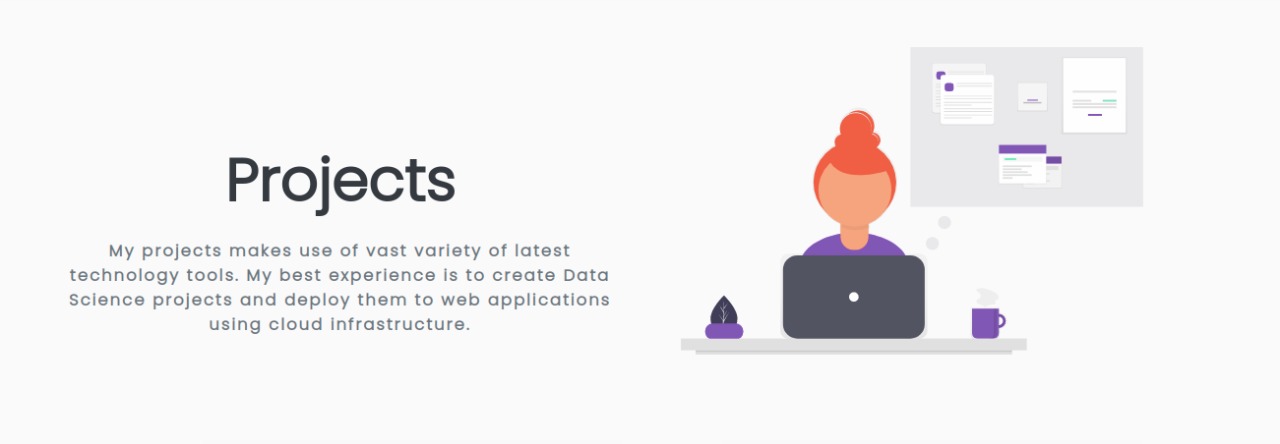 Projects
My projects makes use of vast variety of latest
technology tools. My best experience is to create Data
Science projects and deploy them to web applications
using cloud infrastructure.